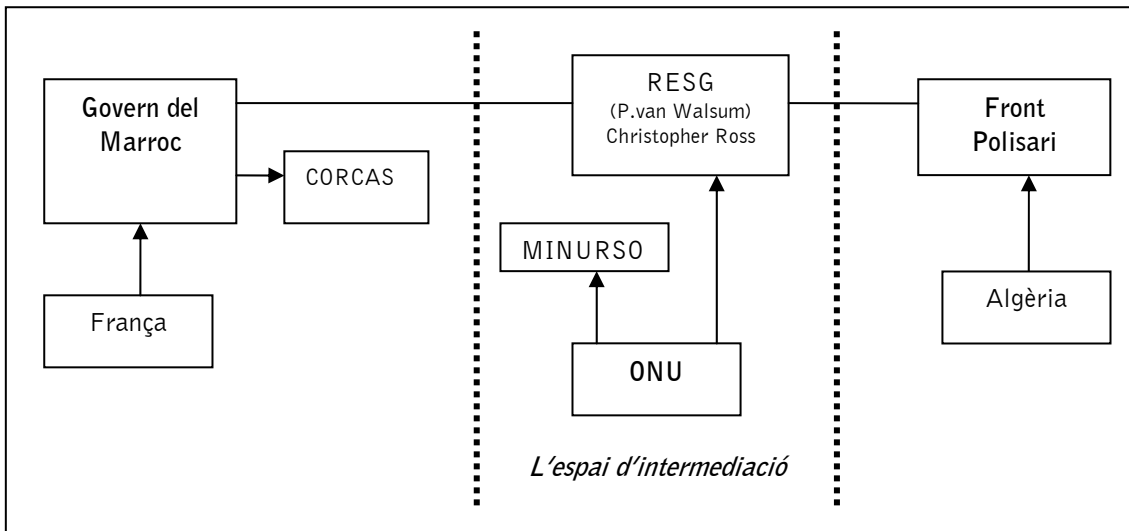 Govern del
Marroc
CORCAS
França
RESG
(P.van Walsum)
Christopher Ross
MINURSO
ONU
L'espai d'intermediació
Front
Polisari
Algèria